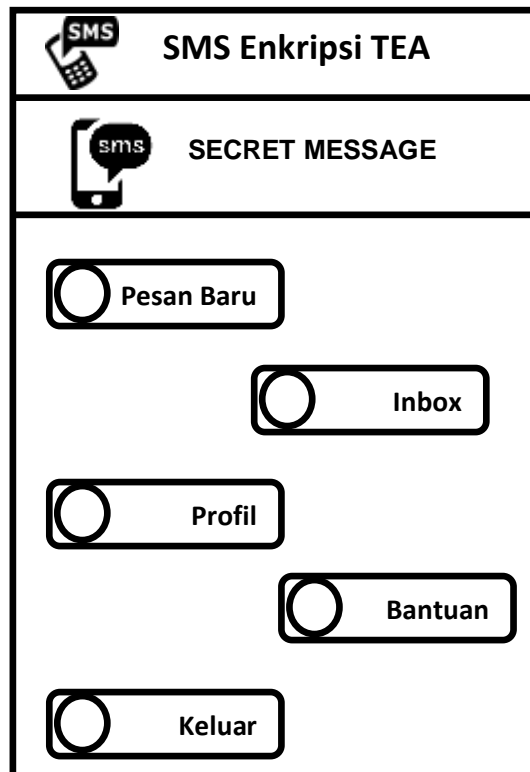 SMS
SMS Enkripsi TEA
sms
SECRET MESSAGE
Pesan Baru
Inbox
Profil
Bantuan
Keluar